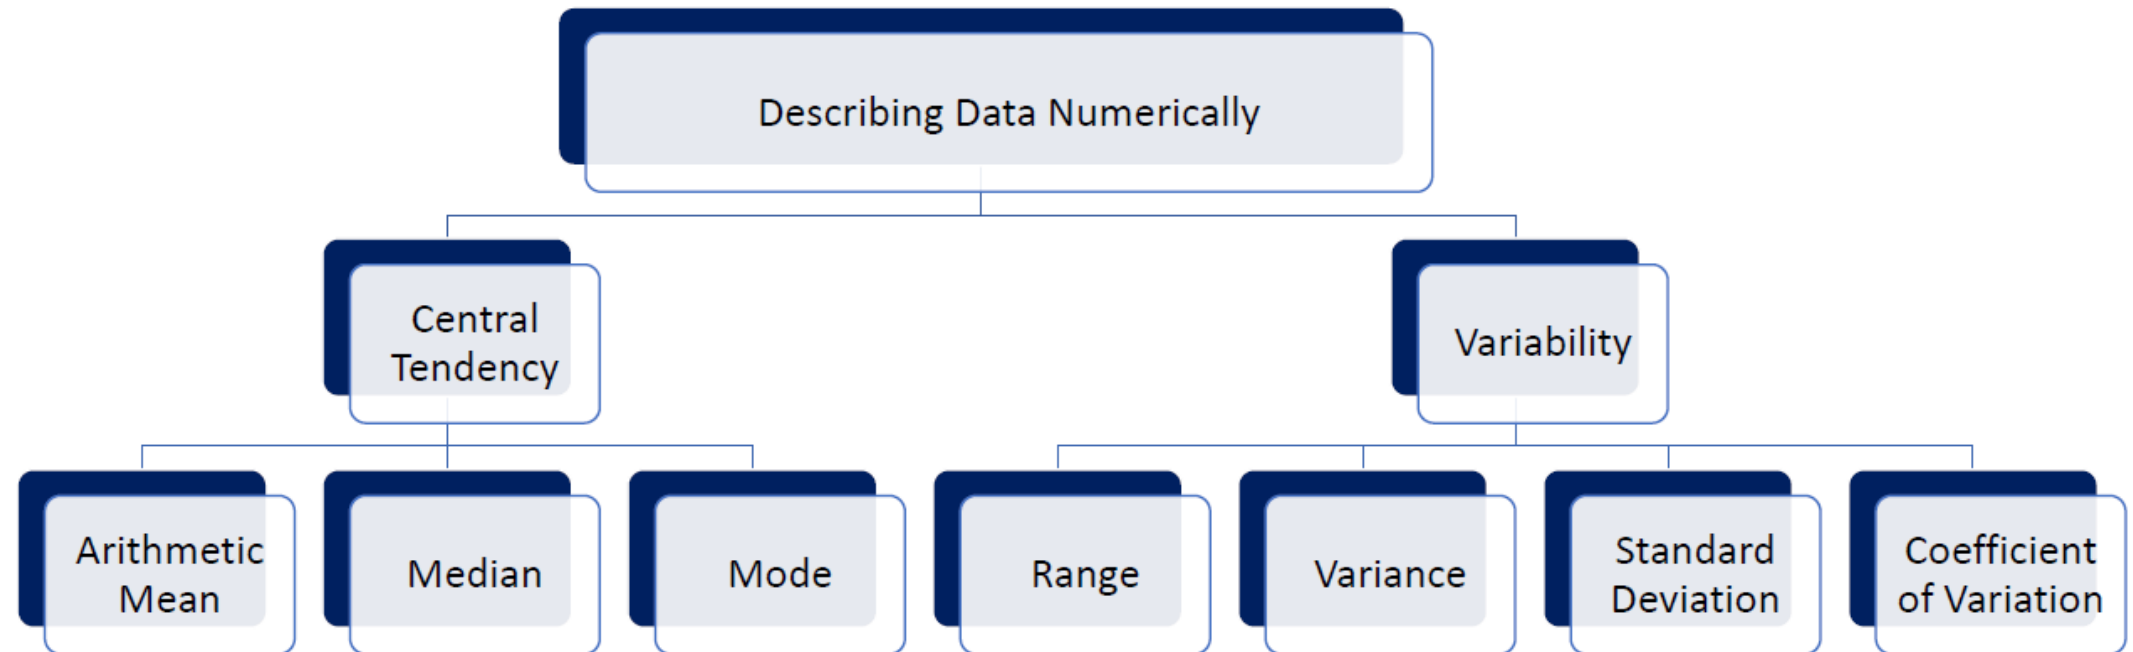 Describing Data Numerically
Central
Tendency
Variability
Arithmetic
Mean
Median
Mode
Range
Variance
Standard
Deviation
Coefficient
of Variation